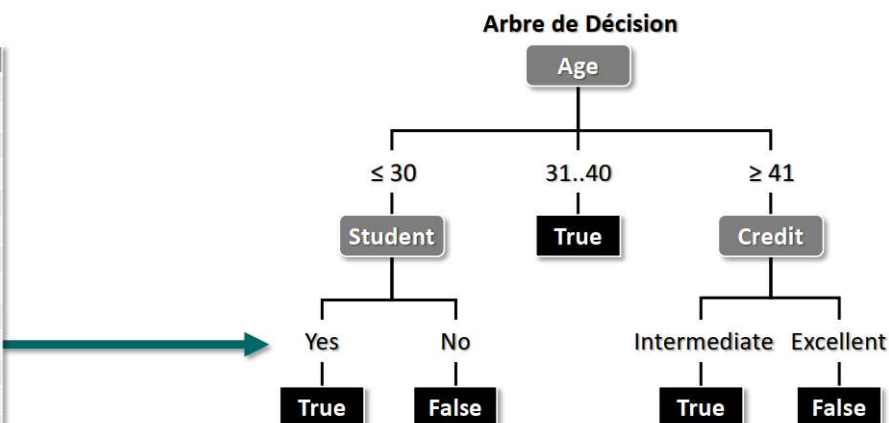 Arbre de Décision
Age
≤ 30 31..40 ≥ 41
Student True Credit
Yes No Intermediate Excellent
True False True False